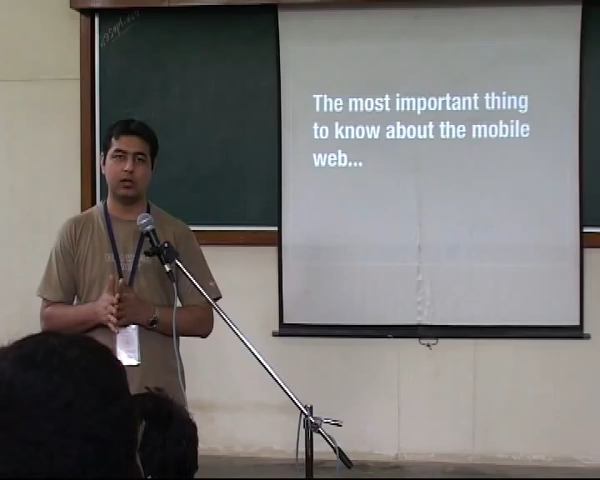 The most important thing
to know about the mobile
web...